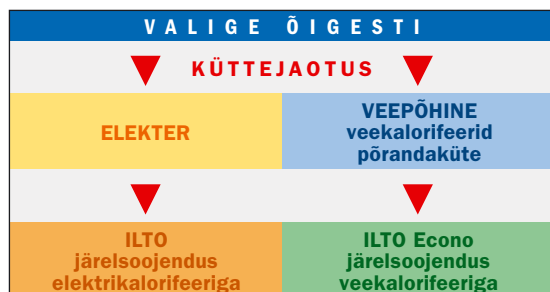 VALIGE ÕIGESTI
KÜTTEJAOTUS
ELEKTER
VEEPÕHINE
veekalorifeerid
põrandaküte
ILTO
järelsoojendus
elektrikalorifeeriga
ILTO Econo
järelsoojendus
veekalorifeeriga